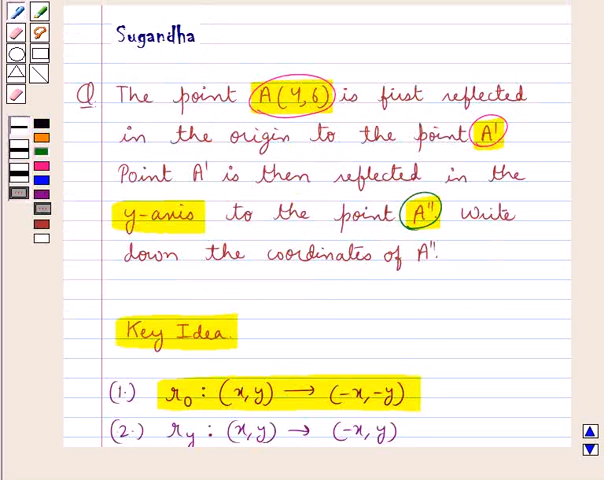 Sugandha
Q The point A(4,6) is first reflected
in the origin to the point A'
Point A' is then reflected in the
y-axis to the point A". Write
down the coordinates of A".
Key Idea
(1.) r₀ : (x,y) → (-x,-y)
(2.) ry : (x,y) → (-x,y)